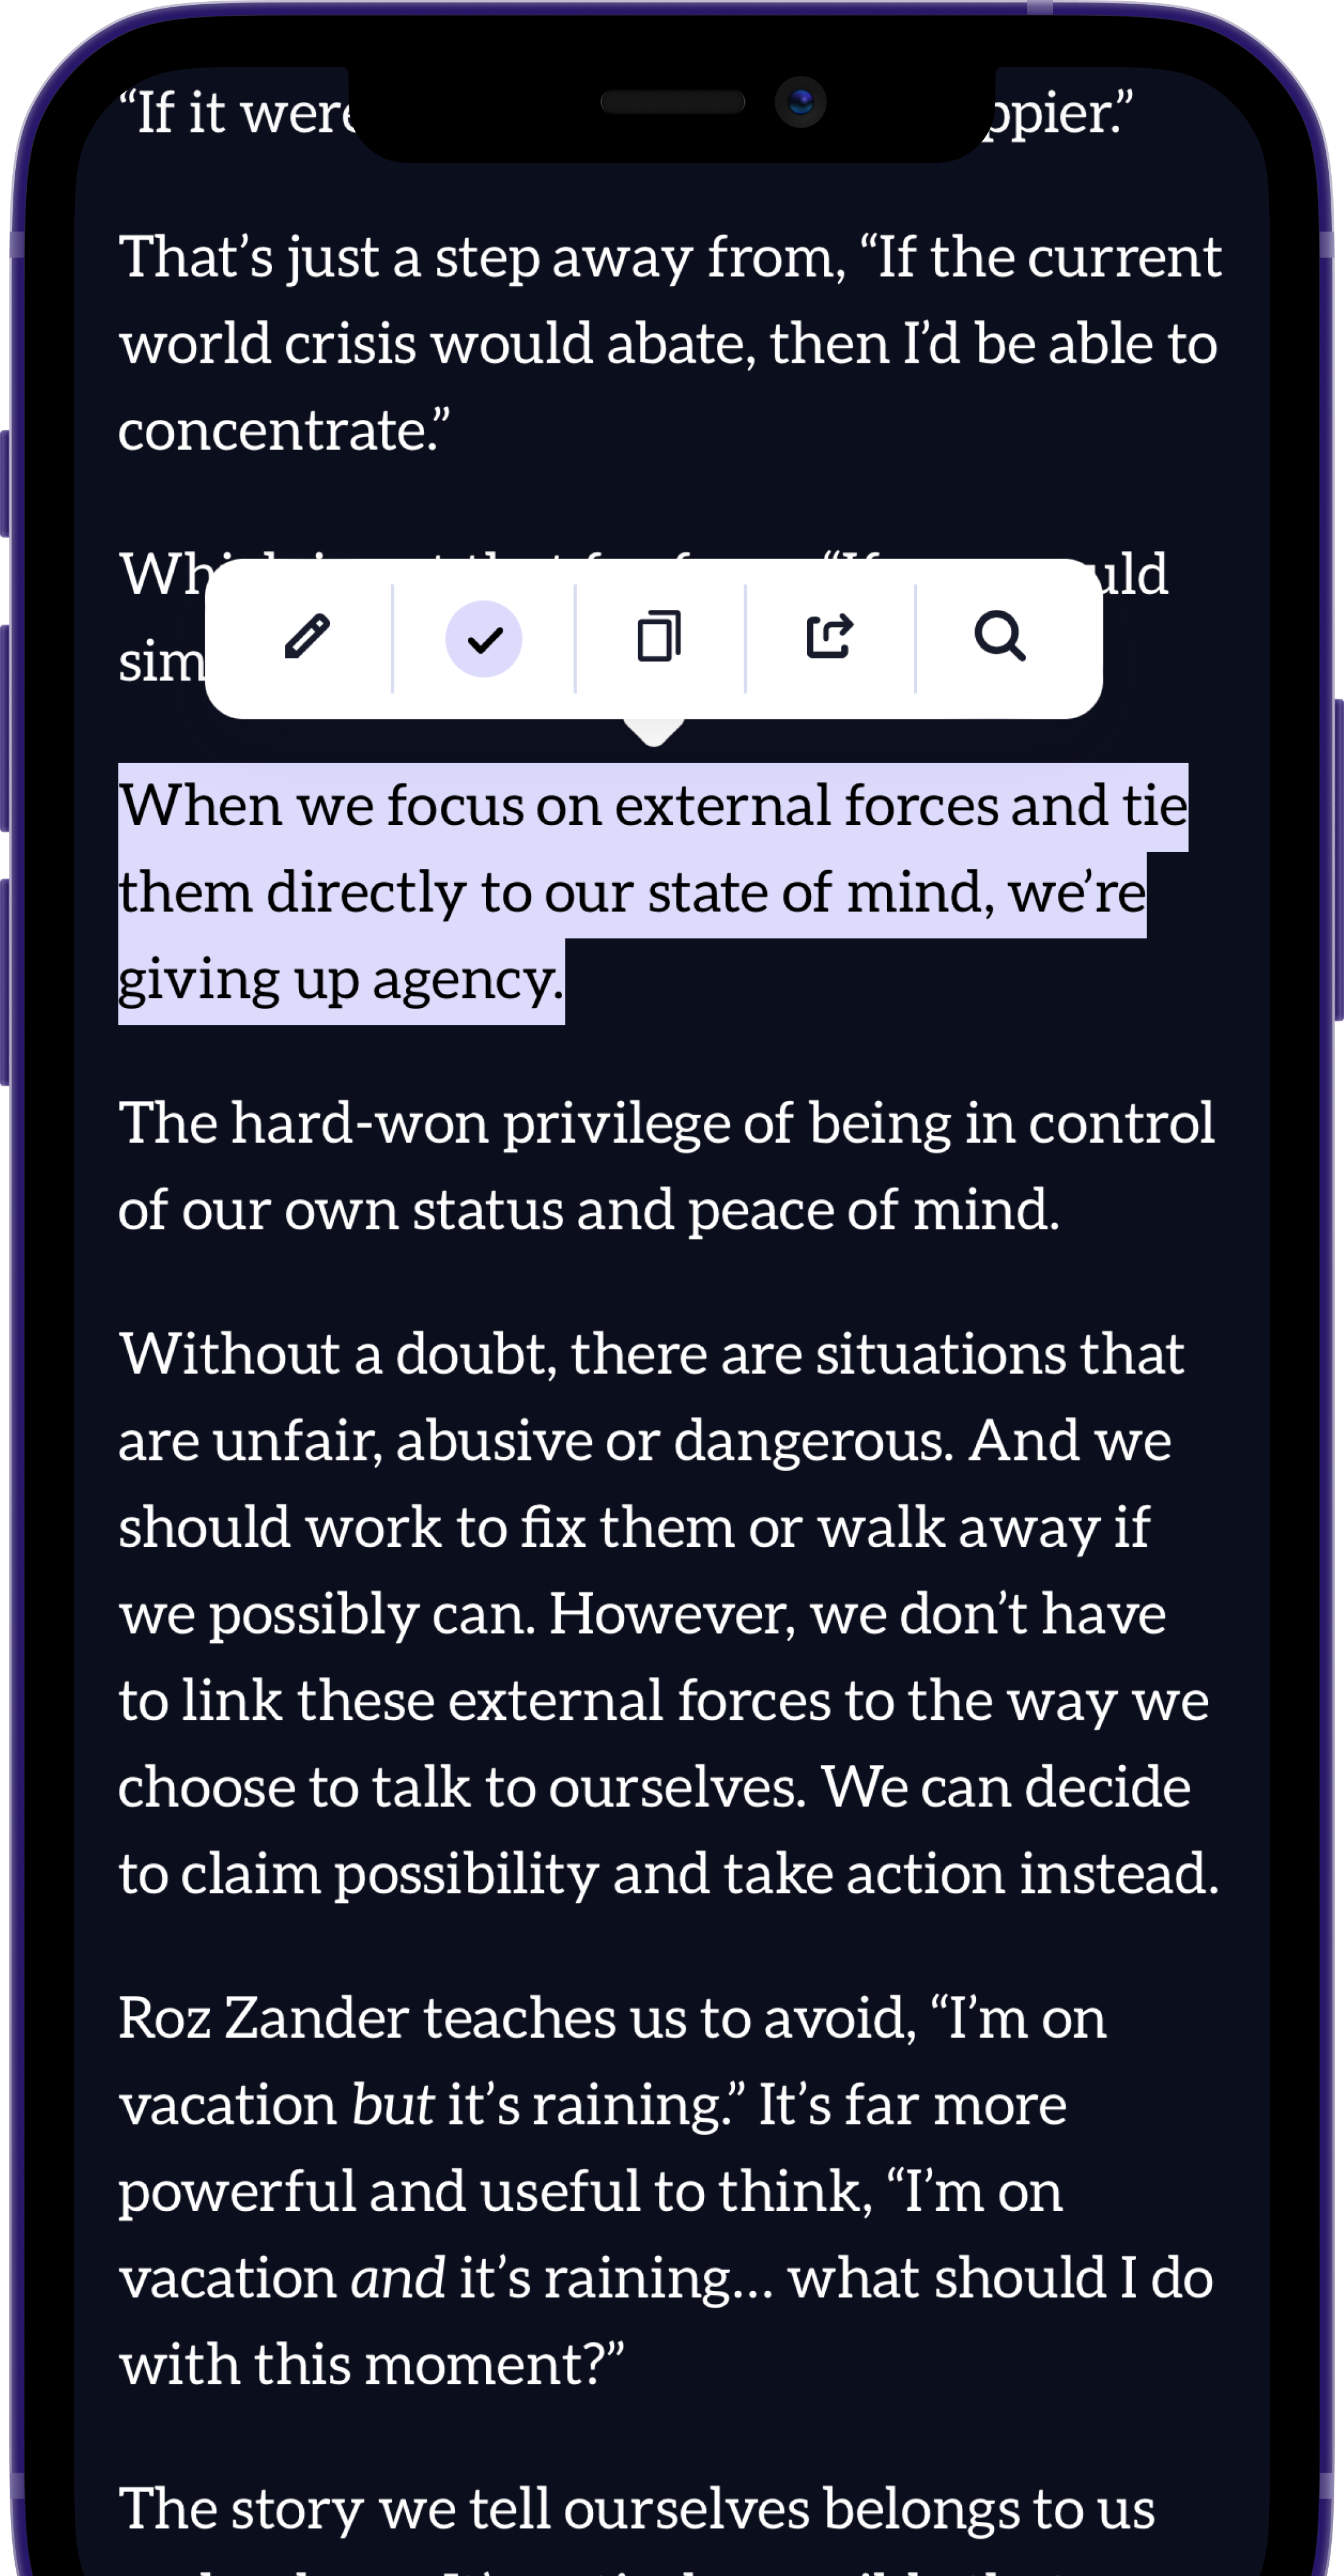 “If it were ppier.”
That’s just a step away from, “If the current
world crisis would abate, then I’d be able to
concentrate.”
“If
sim
When we focus on external forces and tie
them directly to our state of mind, we’re
giving up agency.
The hard-won privilege of being in control
of our own status and peace of mind.
Without a doubt, there are situations that
are unfair, abusive or dangerous. And we
should work to fix them or walk away if
we possibly can. However, we don’t have
to link these external forces to the way we
choose to talk to ourselves. We can decide
to claim possibility and take action instead.
Roz Zander teaches us to avoid, “I’m on
vacation but it’s raining.” It’s far more
powerful and useful to think, “I’m on
vacation and it’s raining… what should I do
with this moment?”
The story we tell ourselves belongs to us